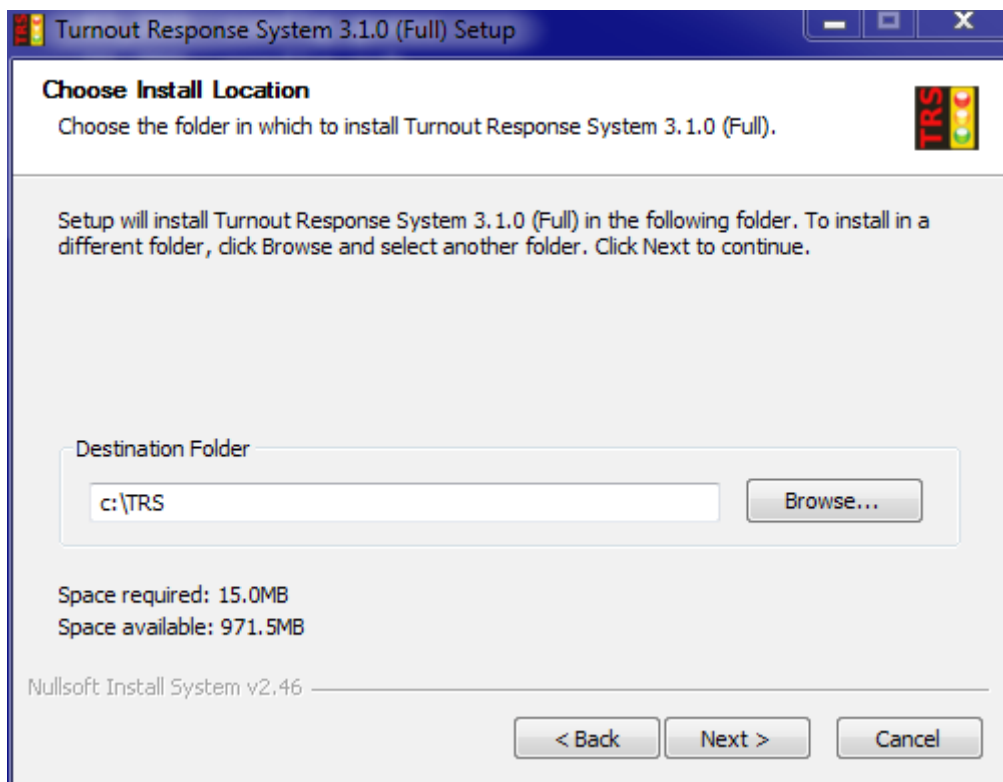 Turnout Response System 3.1.0 (Full) Setup
Choose Install Location
Choose the folder in which to install Turnout Response System 3.1.0 (Full).
TRS
Setup will install Turnout Response System 3.1.0 (Full) in the following folder. To install in a
different folder, click Browse and select another folder. Click Next to continue.
Destination Folder
c:\TRS
Browse...
Space required: 15.0MB
Space available: 971.5MB
Nullsoft Install System v2.46
< Back
Next >
Cancel